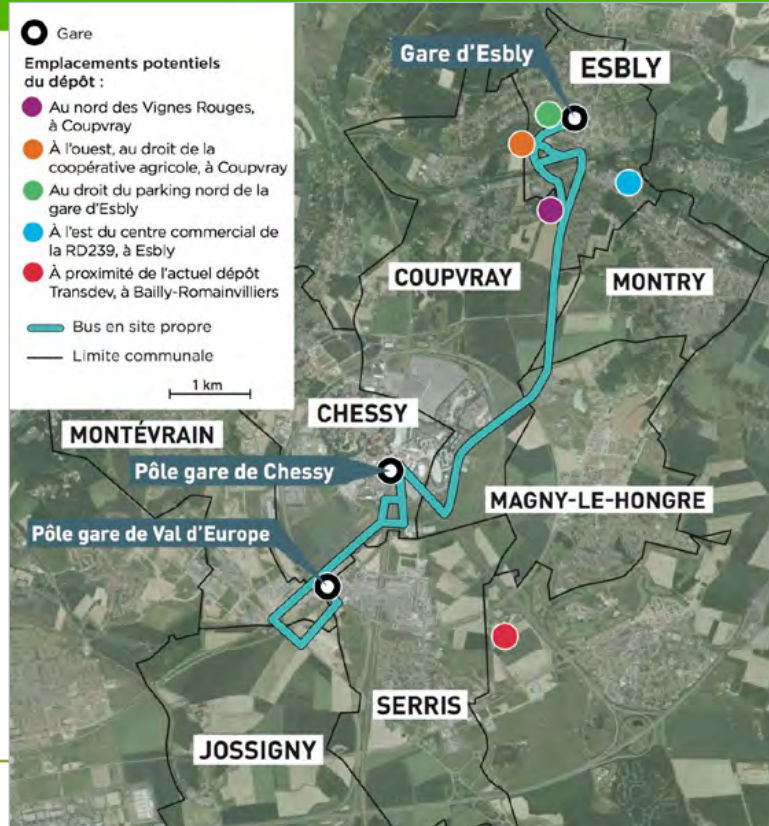 Gare
Emplacements potentiels
du dépôt :
Au nord des Vignes Rouges,
à Coupvray
À l'ouest, au droit de la
coopérative agricole, à Coupvray
Au droit du parking nord de la
gare d'Esbly
À l'est du centre commercial de
la RD239, à Esbly
À proximité de l'actuel dépôt
Transdev, à Bailly-Romainvilliers
Bus en site propre
Limite communale
1 km
Gare d'Esbly
ESBLY
COUPVRAY
MONTRY
CHESSY
MONTÉVRAIN
Pôle gare de Chessy
MAGNY-LE-HONGRE
Pôle gare de Val d'Europe
SERRIS
JOSSIGNY